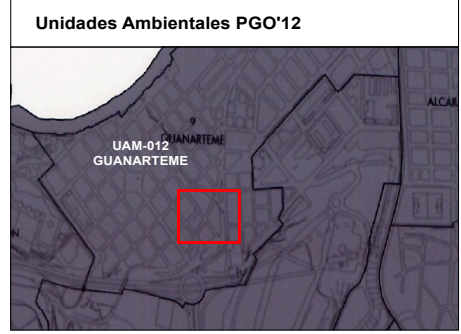 Unidades Ambientales PGO'12
ALCAR
9
GUANARTEME
UAM-012
GUANARTEME
N